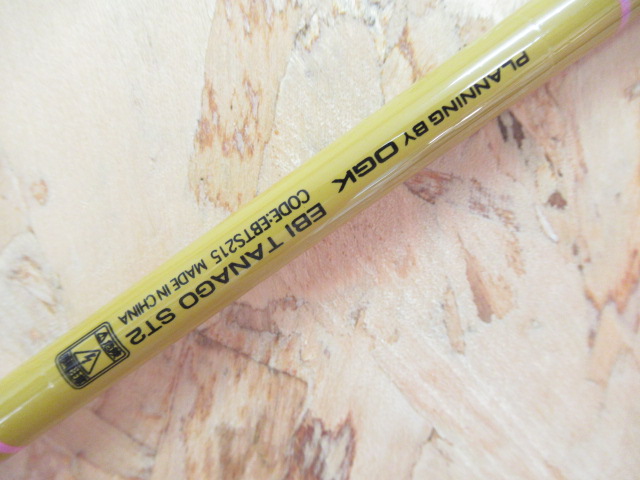 PLANNING BY OGK
EBI TANAGO ST2
CODE:EBTS215 MADE IN CHINA